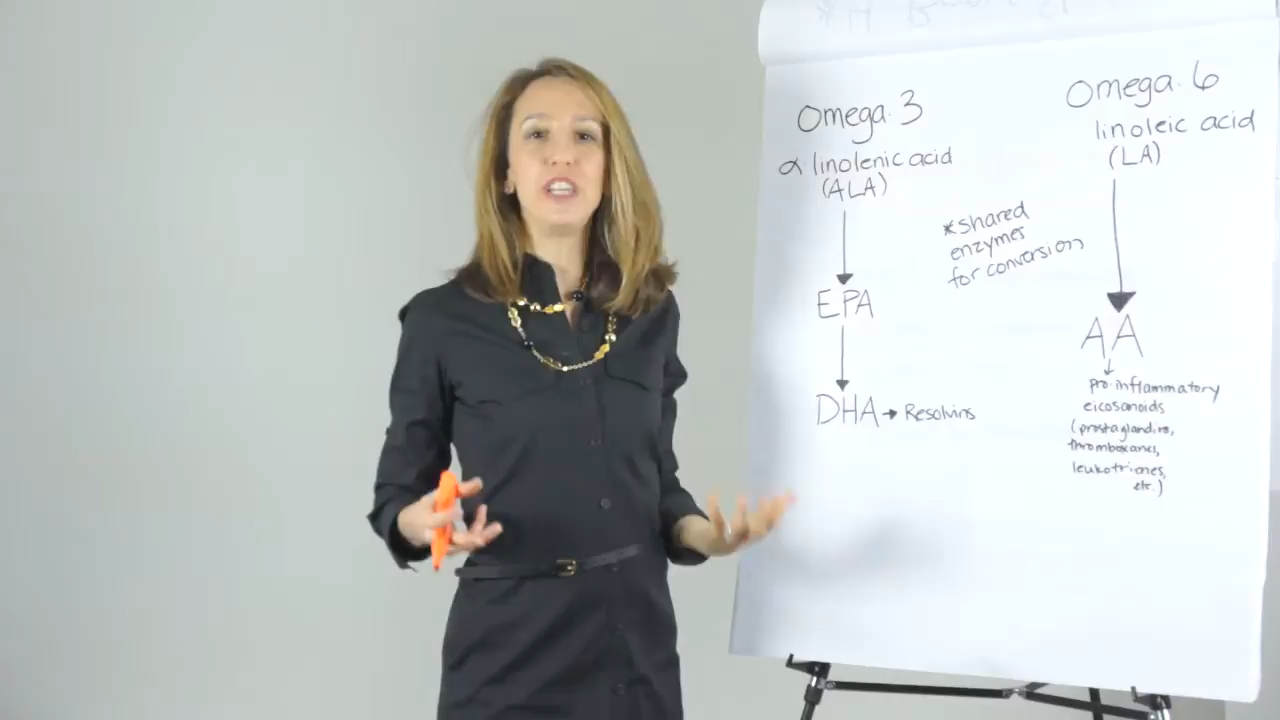 Omega.3
α.linolenic acid
(ALA)
EPA
DHA → Resolvins
*shared
enzymes
for conversion
Omega.6
linoleic acid
(LA)
AA
pro.inflammatory
eicosanoids
(prostaglandins,
thromboxanes,
leukotrienes,
etc.)